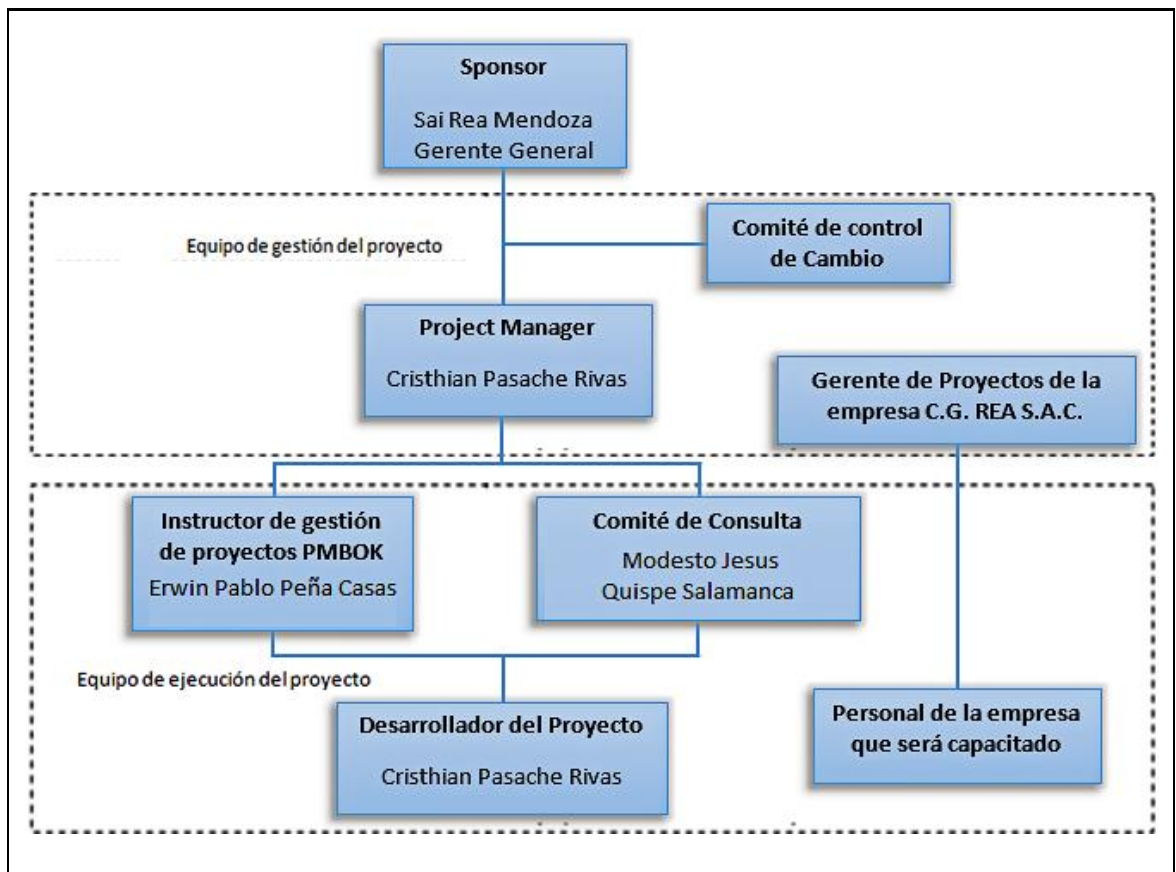 Sponsor
Sai Rea Mendoza
Gerente General
Equipo de gestión del proyecto
Comité de control
de Cambio
Project Manager
Cristhian Pasache Rivas
Gerente de Proyectos de la
empresa C.G. REA S.A.C.
Instructor de gestión
de proyectos PMBOK
Erwin Pablo Peña Casas
Comité de Consulta
Modesto Jesus
Quispe Salamanca
Equipo de ejecución del proyecto
Desarrollador del Proyecto
Cristhian Pasache Rivas
Personal de la empresa
que será capacitado